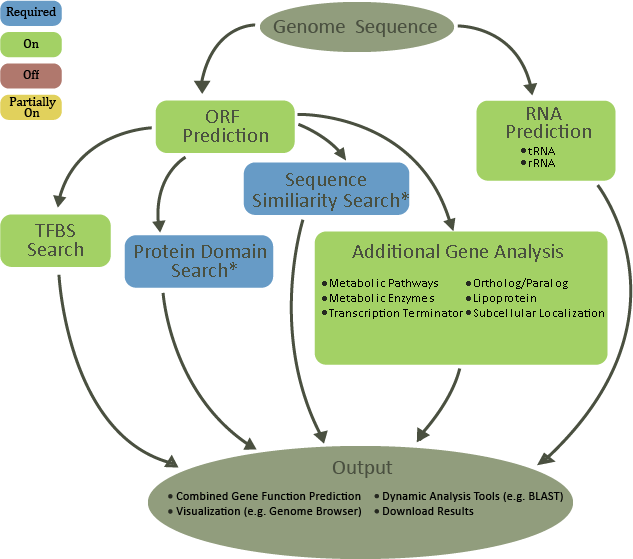 Required
On
Off
Partially
On
Genome Sequence
ORF
Prediction
RNA
Prediction
•tRNA
•rRNA
Sequence
Similiarity Search*
TFBS
Search
Protein Domain
Search*
Additional Gene Analysis
•Metabolic Pathways
•Metabolic Enzymes
•Transcription Terminator
•Ortholog/Paralog
•Lipoprotein
•Subcellular Localization
Output
• Combined Gene Function Prediction
• Visualization (e.g. Genome Browser)
• Dynamic Analysis Tools (e.g. BLAST)
• Download Results